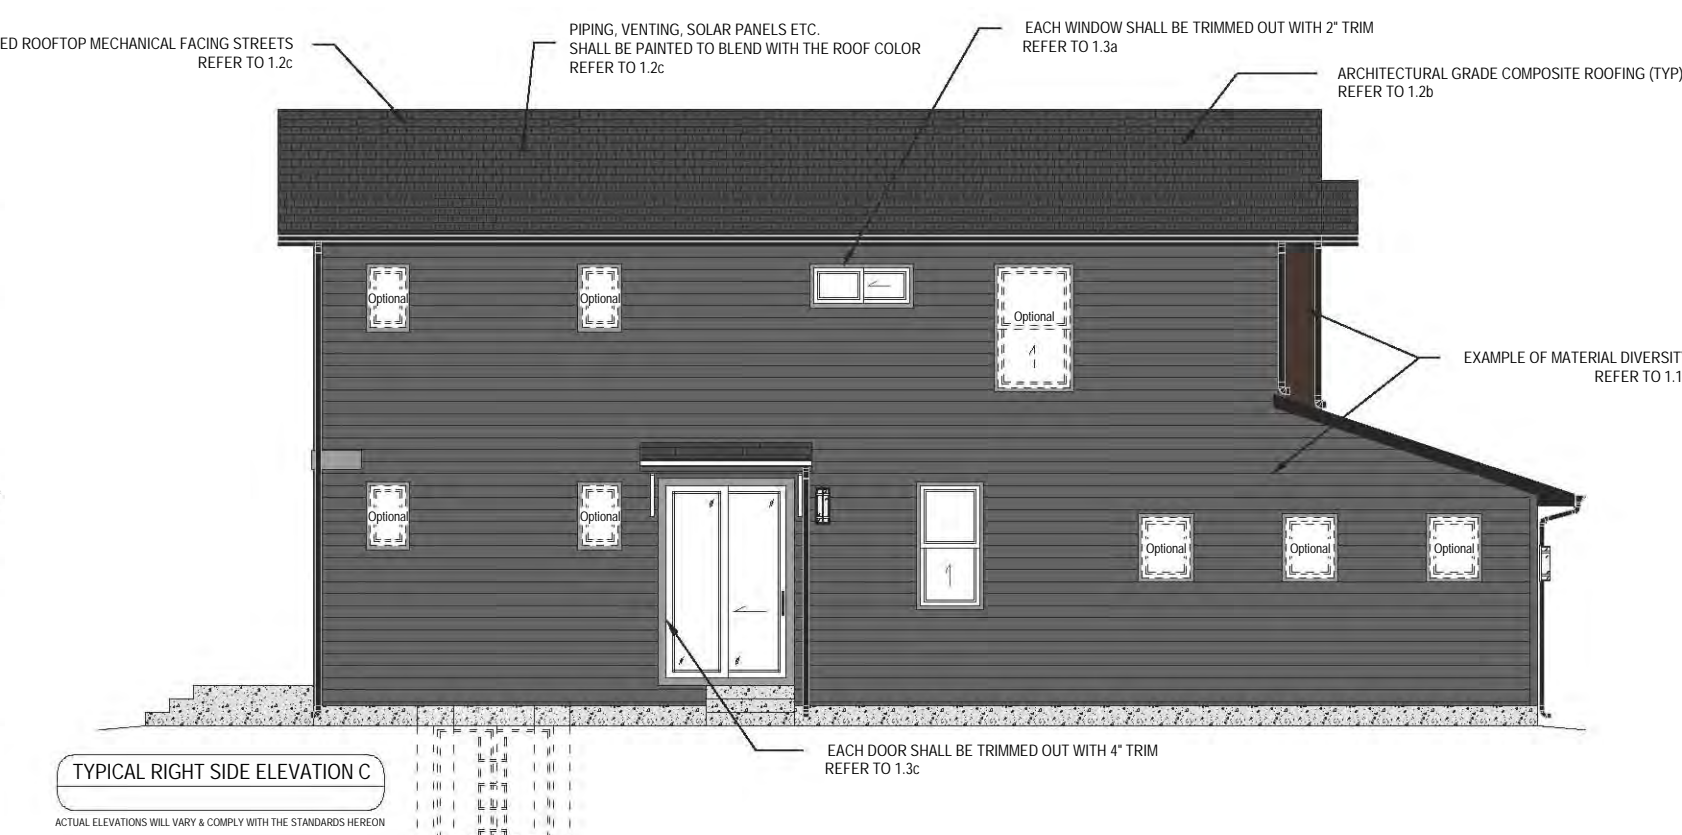 ED ROOFTOP MECHANICAL FACING STREETS
REFER TO 1.2c
PIPING, VENTING, SOLAR PANELS ETC.
SHALL BE PAINTED TO BLEND WITH THE ROOF COLOR
REFER TO 1.2c
EACH WINDOW SHALL BE TRIMMED OUT WITH 2" TRIM
REFER TO 1.3a
ARCHITECTURAL GRADE COMPOSITE ROOFING (TYP)
REFER TO 1.2b
Optional
Optional
Optional
EXAMPLE OF MATERIAL DIVERSIT
REFER TO 1.1
Optional
Optional
Optional
Optional
Optional
EACH DOOR SHALL BE TRIMMED OUT WITH 4" TRIM
REFER TO 1.3c
TYPICAL RIGHT SIDE ELEVATION C
ACTUAL ELEVATIONS WILL VARY & COMPLY WITH THE STANDARDS HEREON